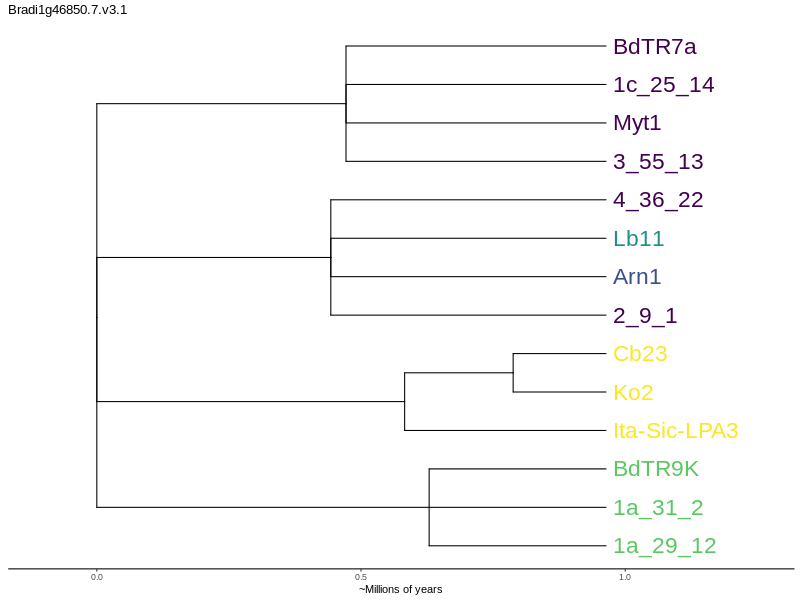 Bradi1g46850.7.v3.1
BdTR7a
1c_25_14
Myt1
3_55_13
4_36_22
Lb11
Arn1
2_9_1
Cb23
Ko2
Ita-Sic-LPA3
BdTR9K
1a_31_2
1a_29_12
0.0 0.5 1.0
~Millions of years